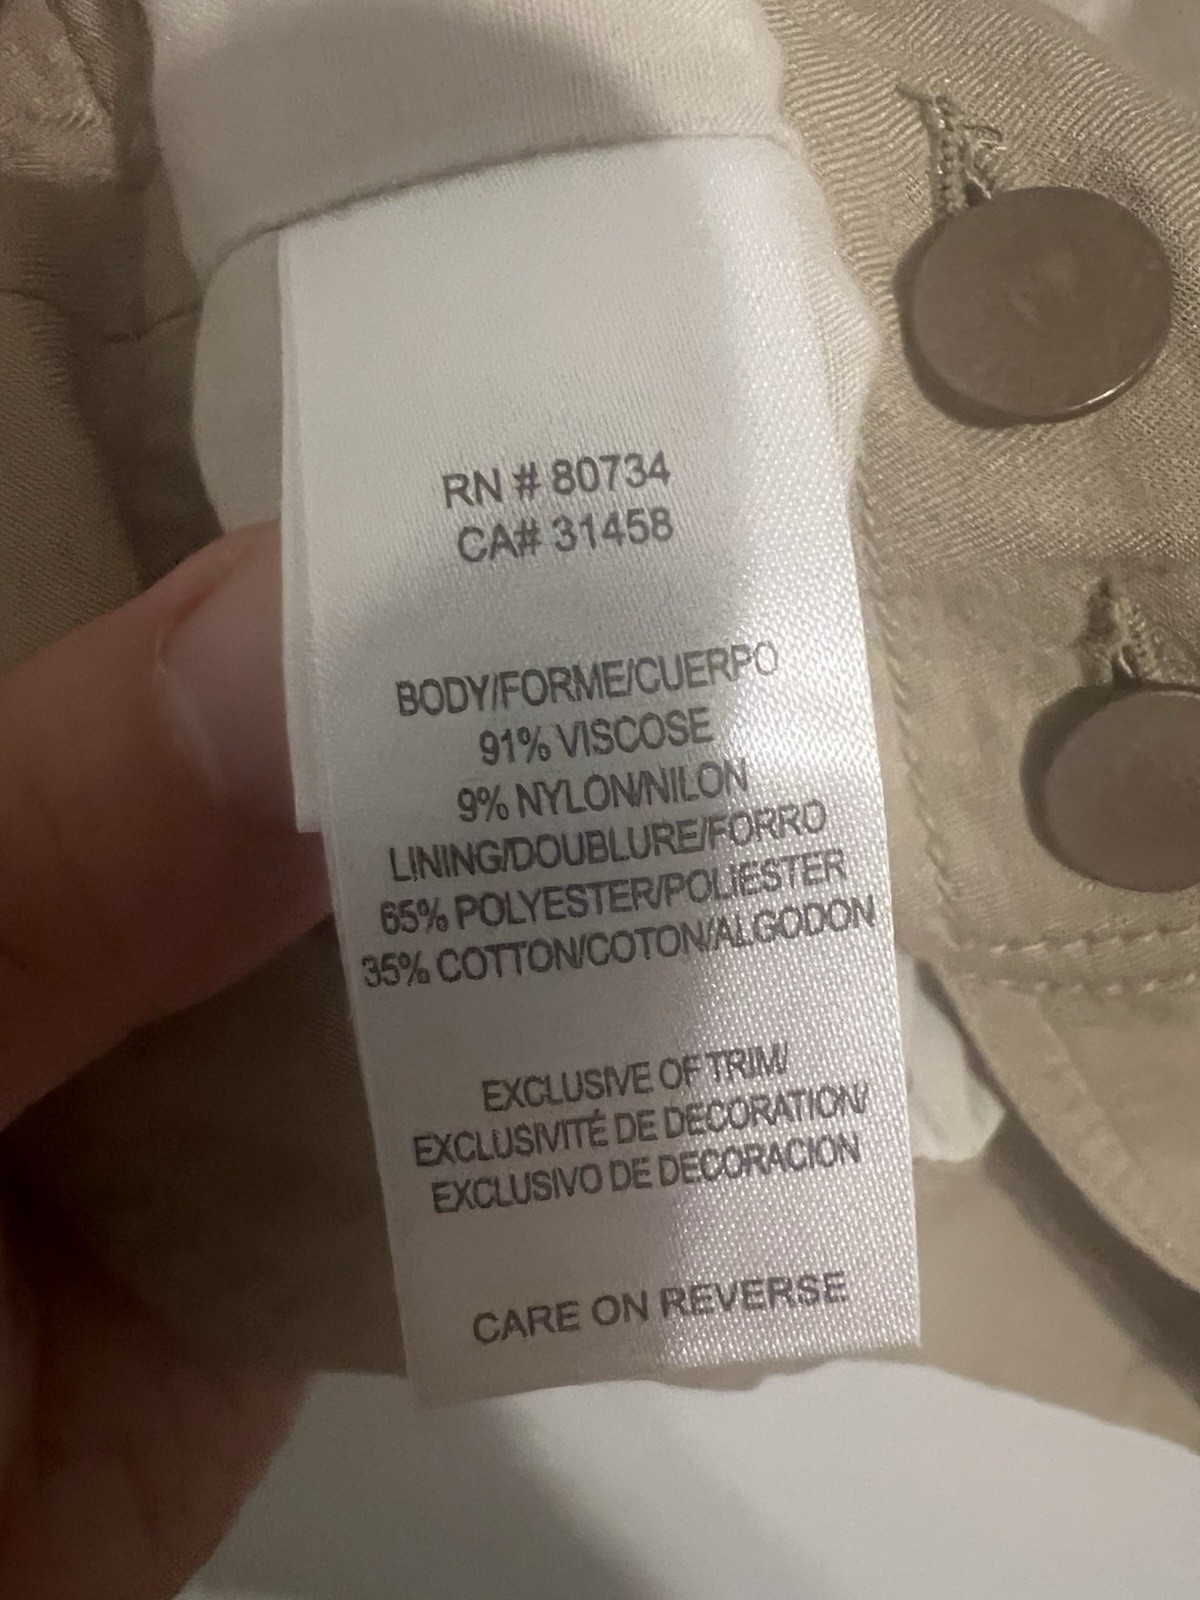 RN # 80734
CA# 31458
BODY/FORME/CUERPO
91% VISCOSE
9% NYLON/NILON
LINING/DOUBLURE/FORRO
65% POLYESTER/POLIESTER
35% COTTON/COTON/ALGODON
EXCLUSIVE OF TRIM/
EXCLUSIVITÉ DE DECORATION/
EXCLUSIVO DE DECORACION
CARE ON REVERSE